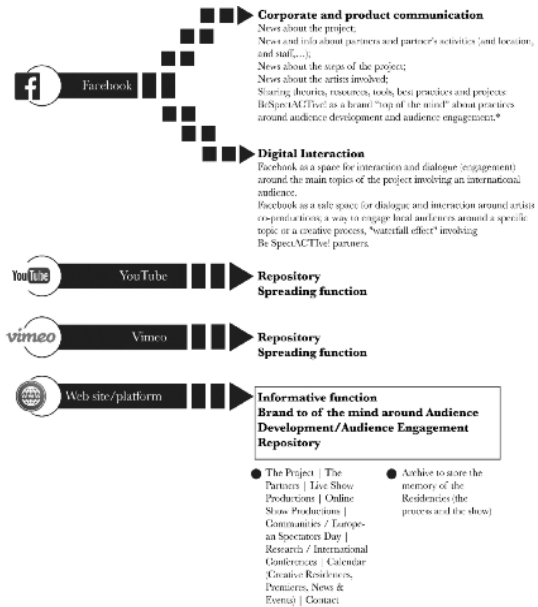 Corporate and product communication
News about the project;
News and info about partners and partner's activities (and location,
and staff,...);
News about the steps of the project;
News about the artists involved;
Sharing theories, resources, tools, best practices and projects:
BeSpectACTive! as a brand "top of the mind" about practices
around audience development and audience engagement.*
Facebook
Digital Interaction
Facebook as a space for interaction and dialogue (engagement)
around the main topics of the project involving an international
audience.
Facebook as a safe space for dialogue and interaction around artists
co-productions; a way to engage local audiences around a specific
topic or a creative process, "waterfall effect" involving
Be SpectACTIve! partners.
YouTube
YouTube
Repository
Spreading function
vimeo
Vimeo
Repository
Spreading function
WWW
Web site/platform
Informative function
Brand to of the mind around Audience
Development/Audience Engagement
Repository
The Project | The
Partners | Live Show
Productions | Online
Show Productions |
Communities / Europe-
an Spectators Day |
Research / International
Conferences | Calendar
(Creative Residences,
Premieres, News &
Events) | Contact
Archive to store the
memory of the
Residencies (the
process and the show)